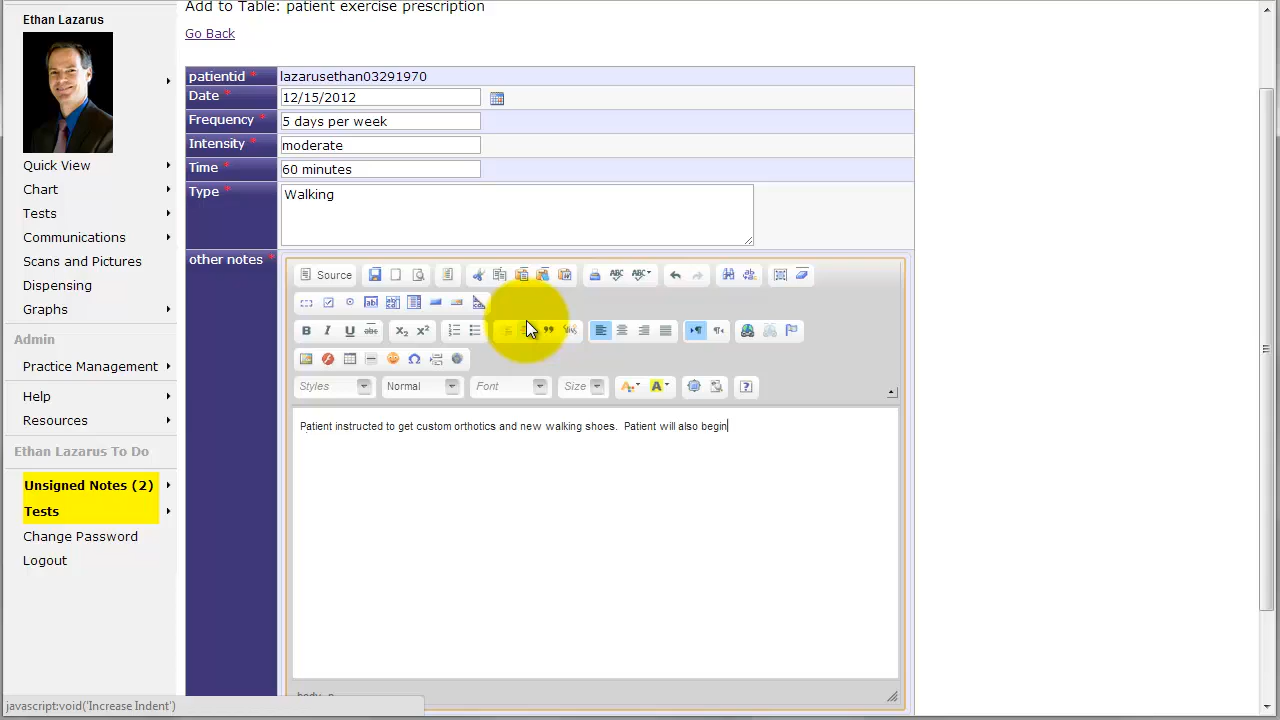 Add to Table: patient exercise prescription
Go Back
Ethan Lazarus
Quick View
Chart
Tests
Communications
Scans and Pictures
Dispensing
Graphs
Admin
Practice Management
Help
Resources
Ethan Lazarus To Do
Unsigned Notes (2)
Tests
Change Password
Logout
patientid * lazarusethan03291970
Date * 12/15/2012
Frequency * 5 days per week
Intensity * moderate
Time * 60 minutes
Type * Walking
other notes *
Source
Styles Normal Font Size
Patient instructed to get custom orthotics and new walking shoes. Patient will also begin
javascript:void('Increase Indent')